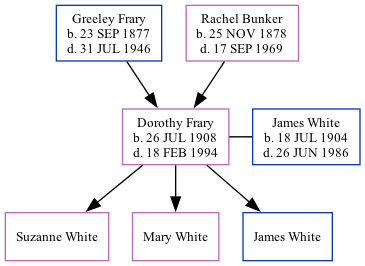 Greeley Frary
b. 23 SEP 1877
d. 31 JUL 1946
Rachel Bunker
b. 25 NOV 1878
d. 17 SEP 1969
Dorothy Frary
b. 26 JUL 1908
d. 18 FEB 1994
James White
b. 18 JUL 1904
d. 26 JUN 1986
Suzanne White
Mary White
James White